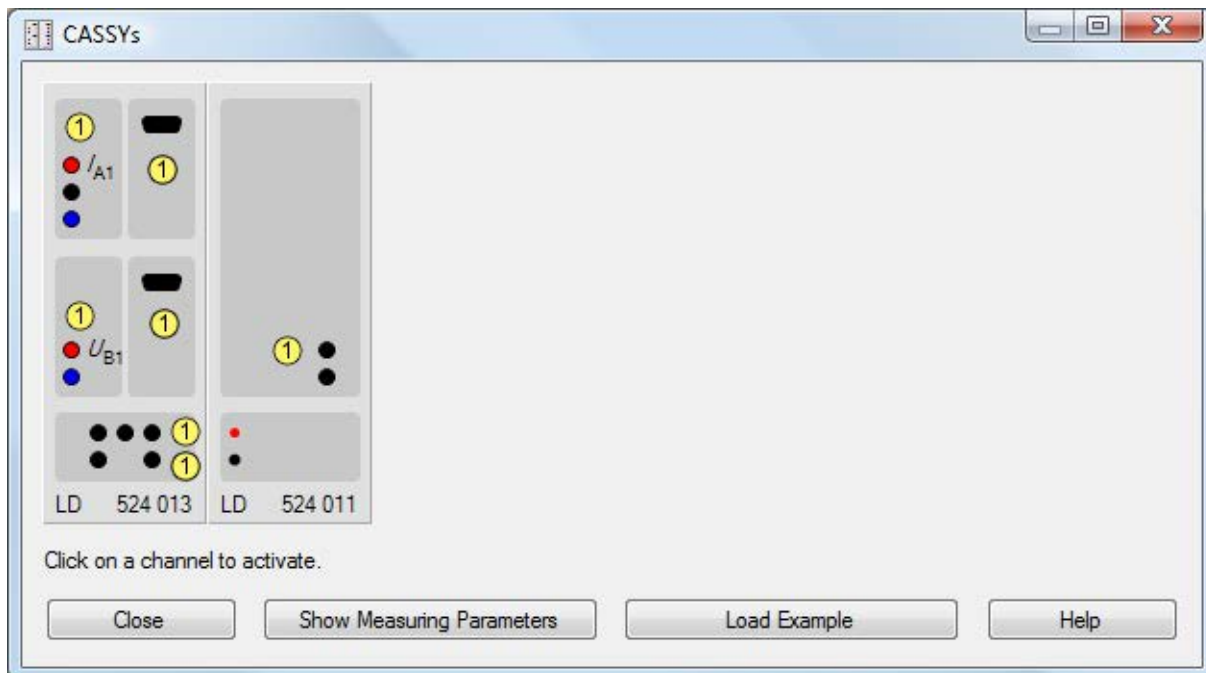 CASSYs
1
I A1
1
1
U B1
1
1
1
1
LD 524 013
LD 524 011
Click on a channel to activate.
Close
Show Measuring Parameters
Load Example
Help